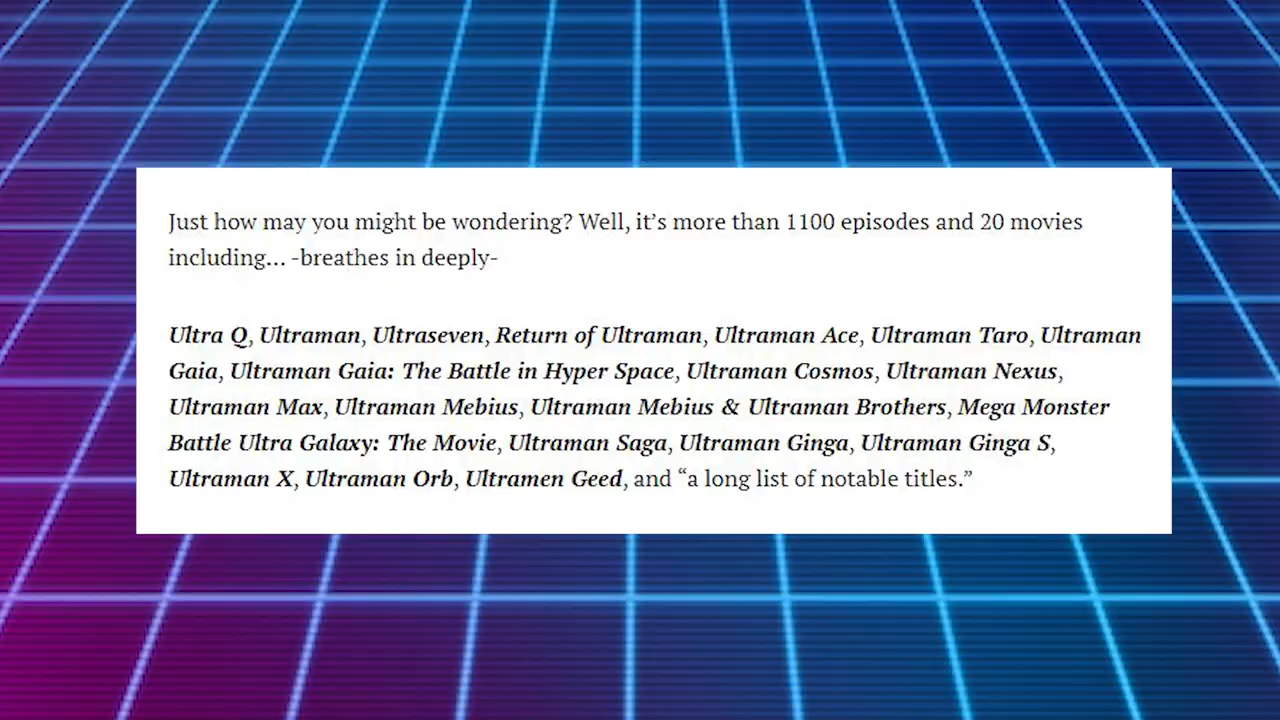 Just how may you might be wondering? Well, it’s more than 1100 episodes and 20 movies
including... -breathes in deeply-
Ultra Q, Ultraman, Ultraseven, Return of Ultraman, Ultraman Ace, Ultraman Taro, Ultraman
Gaia, Ultraman Gaia: The Battle in Hyper Space, Ultraman Cosmos, Ultraman Nexus,
Ultraman Max, Ultraman Mebius, Ultraman Mebius & Ultraman Brothers, Mega Monster
Battle Ultra Galaxy: The Movie, Ultraman Saga, Ultraman Ginga, Ultraman Ginga S,
Ultraman X, Ultraman Orb, Ultramen Geed, and “a long list of notable titles.”